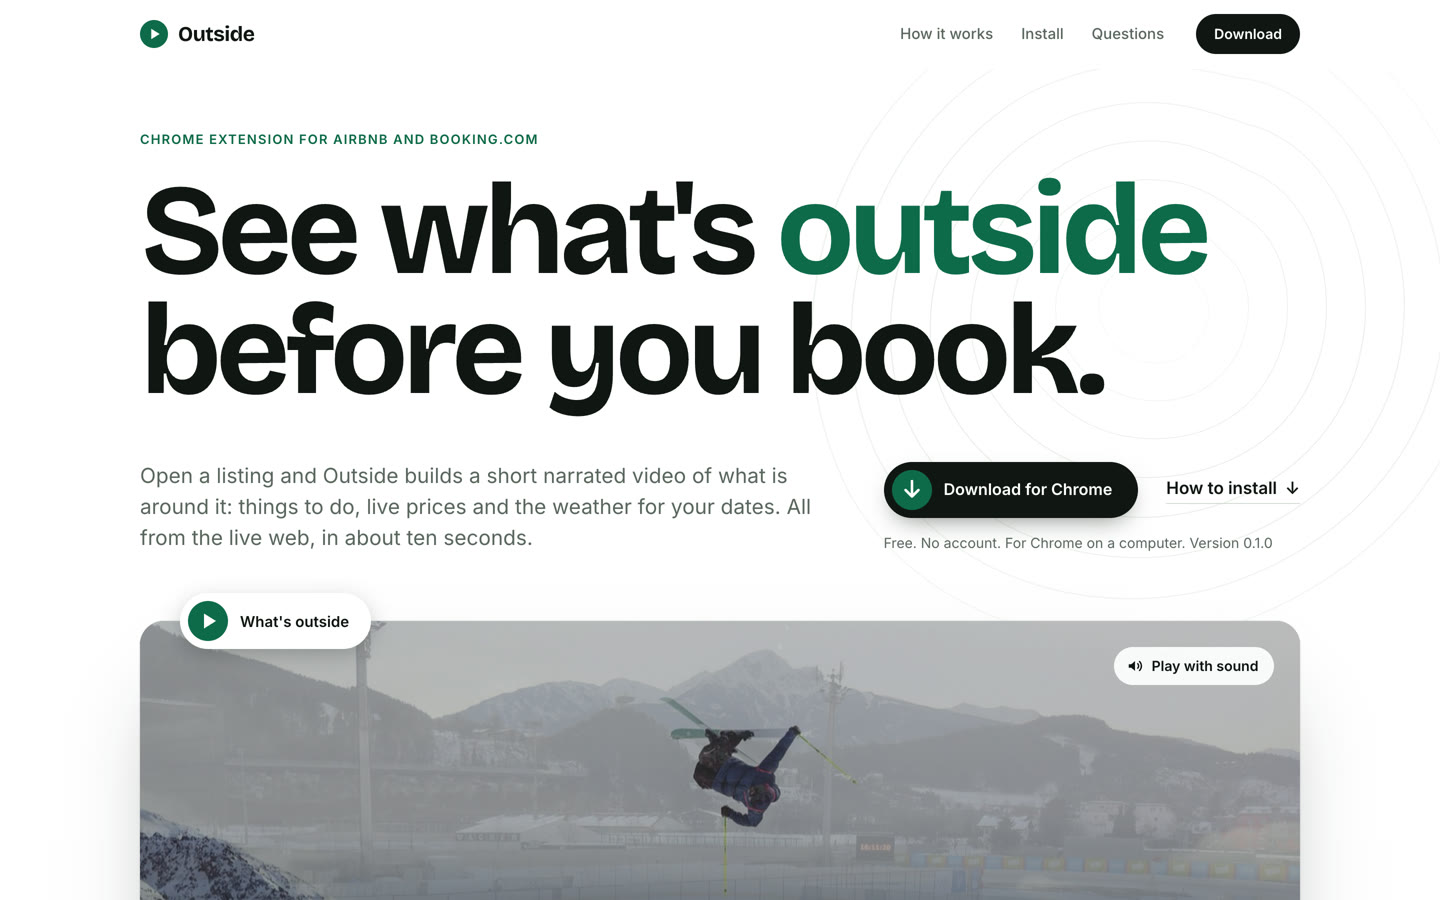 Outside
How it works
Install
Questions
Download
CHROME EXTENSION FOR AIRBNB AND BOOKING.COM
See what's outside
before you book.
Open a listing and Outside builds a short narrated video of what is
around it: things to do, live prices and the weather for your dates. All
from the live web, in about ten seconds.
Download for Chrome
How to install
Free. No account. For Chrome on a computer. Version 0.1.0
What's outside
Play with sound